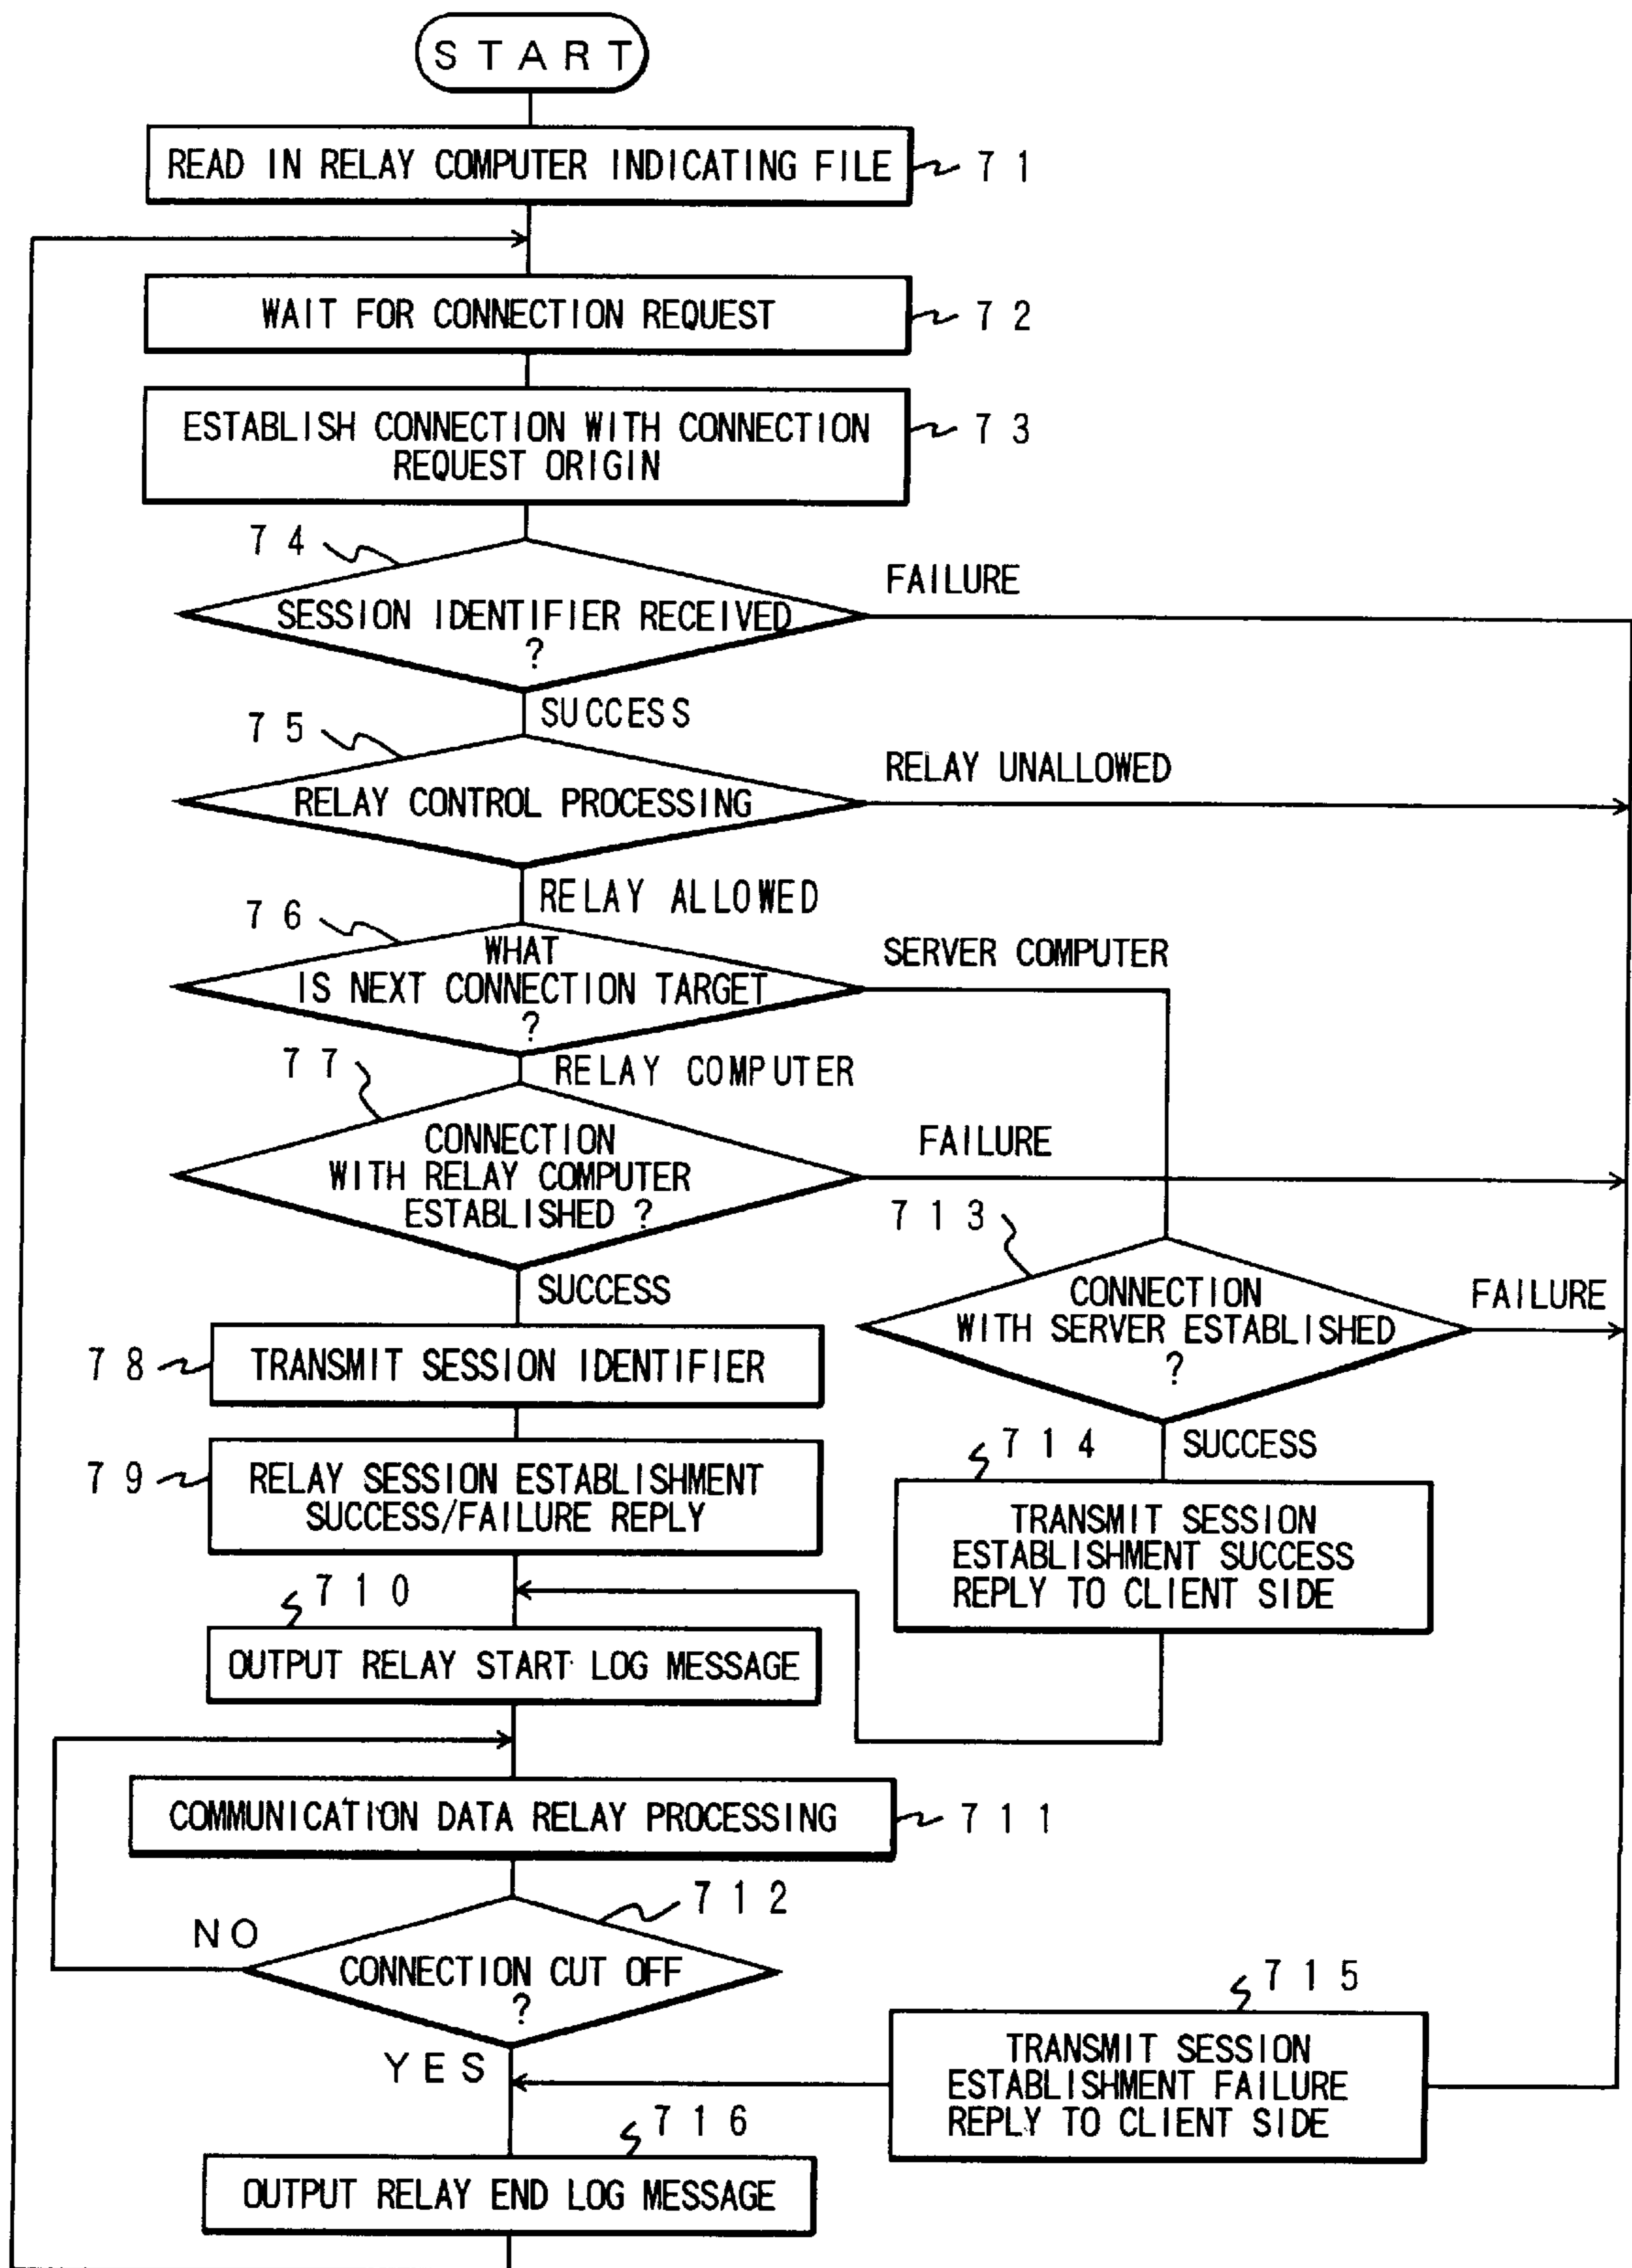 START
READ IN RELAY COMPUTER INDICATING FILE
71
WAIT FOR CONNECTION REQUEST
72
ESTABLISH CONNECTION WITH CONNECTION
REQUEST ORIGIN
73
74
SESSION IDENTIFIER RECEIVED
?
FAILURE
SUCCESS
75
RELAY CONTROL PROCESSING
RELAY UNALLOWED
RELAY ALLOWED
76
WHAT
IS NEXT CONNECTION TARGET
?
SERVER COMPUTER
RELAY COMPUTER
77
CONNECTION
WITH RELAY COMPUTER
ESTABLISHED ?
FAILURE
SUCCESS
713
CONNECTION
WITH SERVER ESTABLISHED
?
FAILURE
SUCCESS
78
TRANSMIT SESSION IDENTIFIER
79
RELAY SESSION ESTABLISHMENT
SUCCESS/FAILURE REPLY
714
TRANSMIT SESSION
ESTABLISHMENT SUCCESS
REPLY TO CLIENT SIDE
710
OUTPUT RELAY START LOG MESSAGE
COMMUNICATION DATA RELAY PROCESSING
711
712
CONNECTION CUT OFF
?
NO
YES
715
TRANSMIT SESSION
ESTABLISHMENT FAILURE
REPLY TO CLIENT SIDE
716
OUTPUT RELAY END LOG MESSAGE